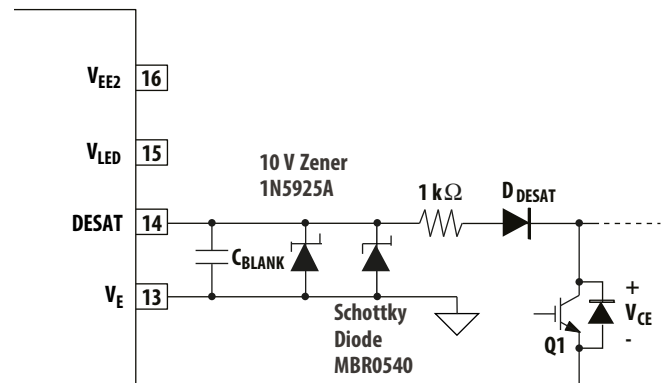 V_EE2 16
V_LED 15
10 V Zener
1N5925A
1 kΩ
D_DESAT
DESAT 14
C_BLANK
V_E 13
Schottky
Diode
MBR0540
Q1
+
V_CE
-